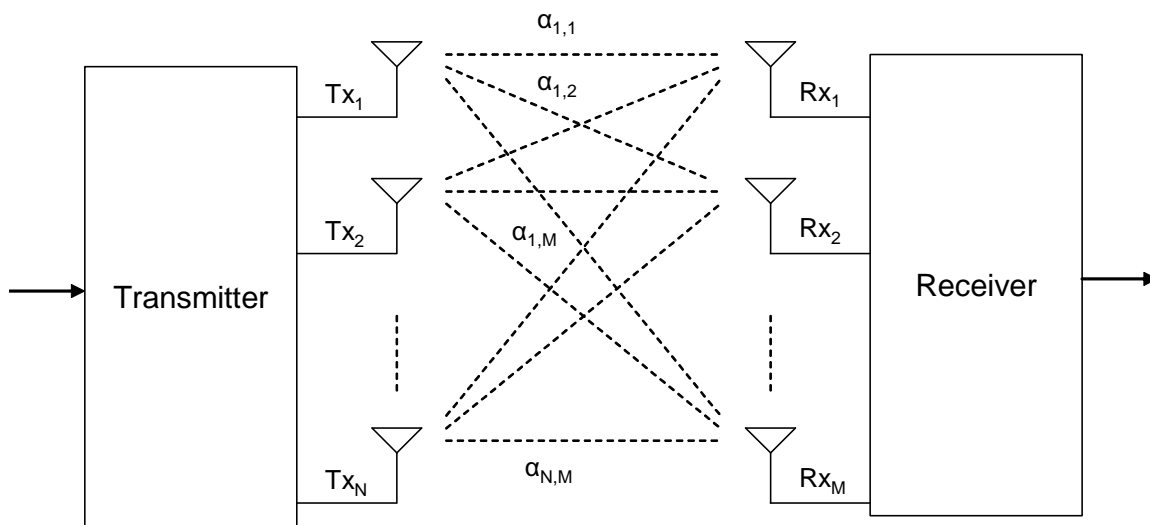 α1,1
Tx1
α1,2
Rx1
Tx2
α1,M
Rx2
Transmitter
Receiver
TxN
αN,M
RxM